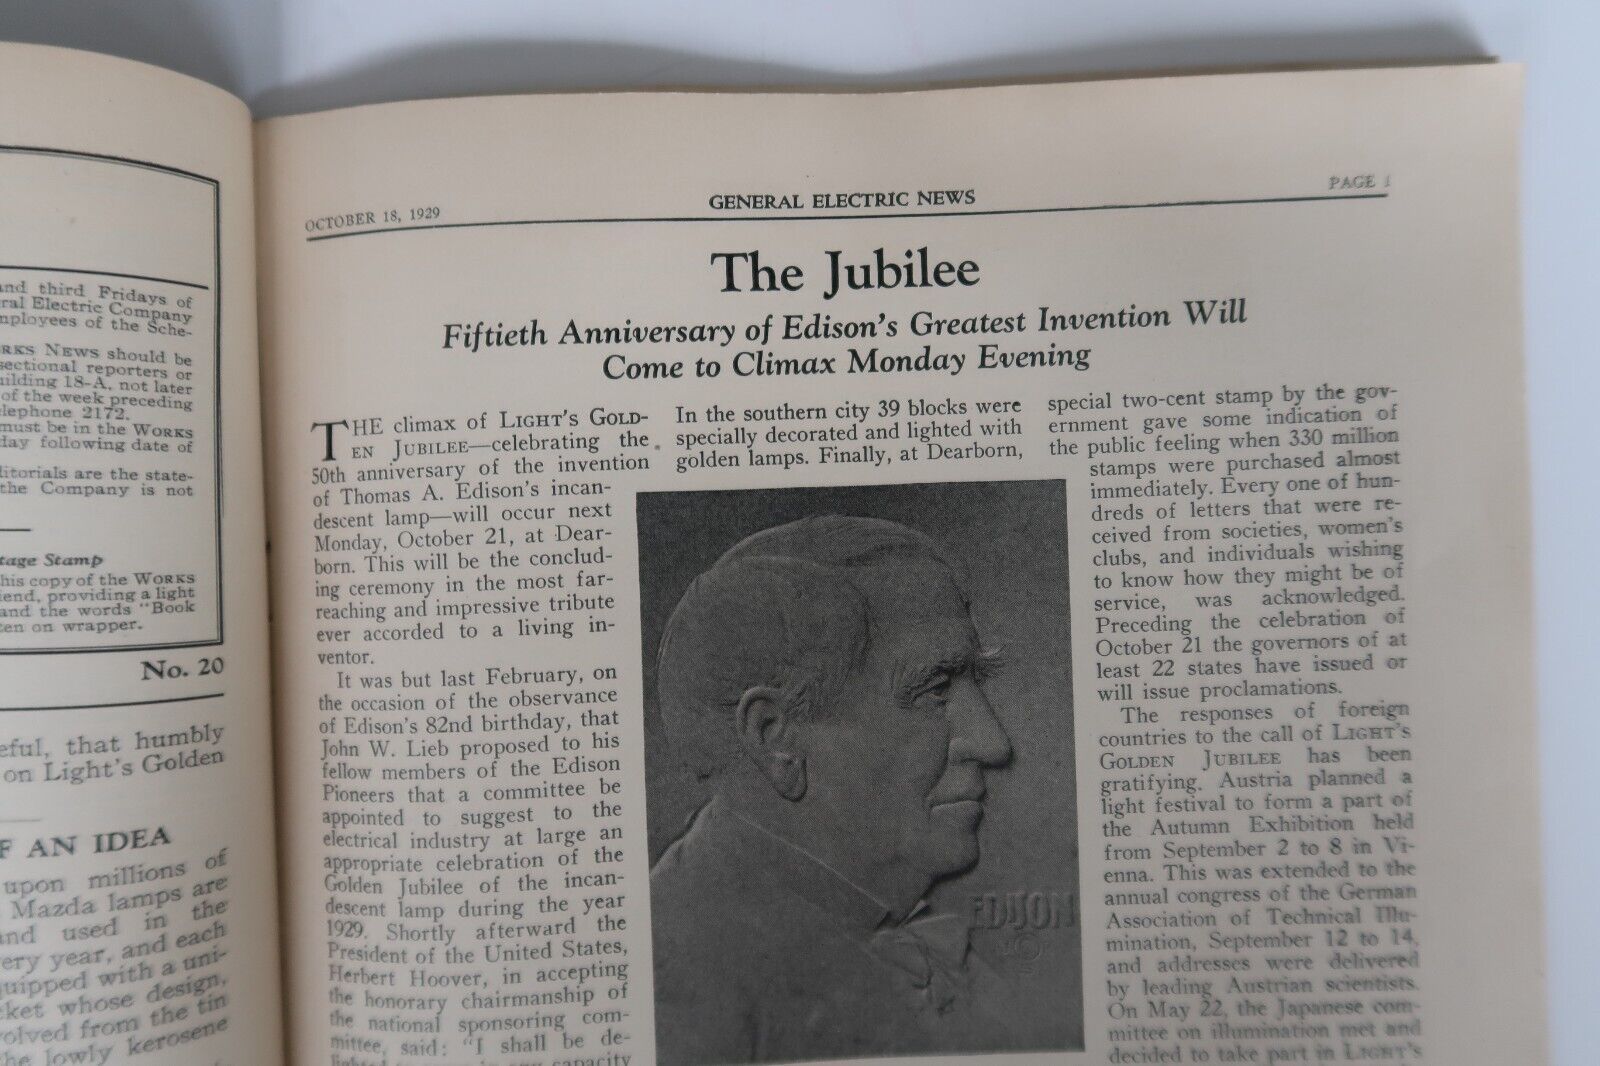 and third Fridays of
ral Electric Company
mployees of the Sche-
RKS NEWS should be
sectional reporters or
uilding 18-A, not later
of the week preceding
lephone 2172.
must be in the WORKS
day following date of
ditorials are the state-
the Company is not
tage Stamp
his copy of the WORKS
iend, providing a light
and the words "Book
ten on wrapper.
No. 20
eful, that humbly
on Light's Golden
F AN IDEA
upon millions of
Mazda lamps are
and used in the
ery year, and each
quipped with a uni-
cket whose design,
volved from the tin
the lowly kerosene
OCTOBER 18, 1929
GENERAL ELECTRIC NEWS
PAGE 1
The Jubilee
Fiftieth Anniversary of Edison's Greatest Invention Will
Come to Climax Monday Evening
THE climax of LIGHT'S GOLD-
EN JUBILEE—celebrating the
50th anniversary of the invention
of Thomas A. Edison's incan-
descent lamp—will occur next
Monday, October 21, at Dear-
born. This will be the conclud-
ing ceremony in the most far-
reaching and impressive tribute
ever accorded to a living in-
ventor.
It was but last February, on
the occasion of the observance
of Edison's 82nd birthday, that
John W. Lieb proposed to his
fellow members of the Edison
Pioneers that a committee be
appointed to suggest to the
electrical industry at large an
appropriate celebration of the
Golden Jubilee of the incan-
descent lamp during the year
1929. Shortly afterward the
President of the United States,
Herbert Hoover, in accepting
the honorary chairmanship of
the national sponsoring com-
mittee, said: "I shall be de-
lighted to serve in any capacity
In the southern city 39 blocks were
specially decorated and lighted with
golden lamps. Finally, at Dearborn,
EDISON
special two-cent stamp by the gov-
ernment gave some indication of
the public feeling when 330 million
stamps were purchased almost
immediately. Every one of hun-
dreds of letters that were re-
ceived from societies, women's
clubs, and individuals wishing
to know how they might be of
service, was acknowledged.
Preceding the celebration of
October 21 the governors of at
least 22 states have issued or
will issue proclamations.
The responses of foreign
countries to the call of LIGHT'S
GOLDEN JUBILEE has been
gratifying. Austria planned a
light festival to form a part of
the Autumn Exhibition held
from September 2 to 8 in Vi-
enna. This was extended to the
annual congress of the German
Association of Technical Illu-
mination, September 12 to 14,
and addresses were delivered
by leading Austrian scientists.
On May 22, the Japanese com-
mittee on illumination met and
decided to take part in LIGHT'S